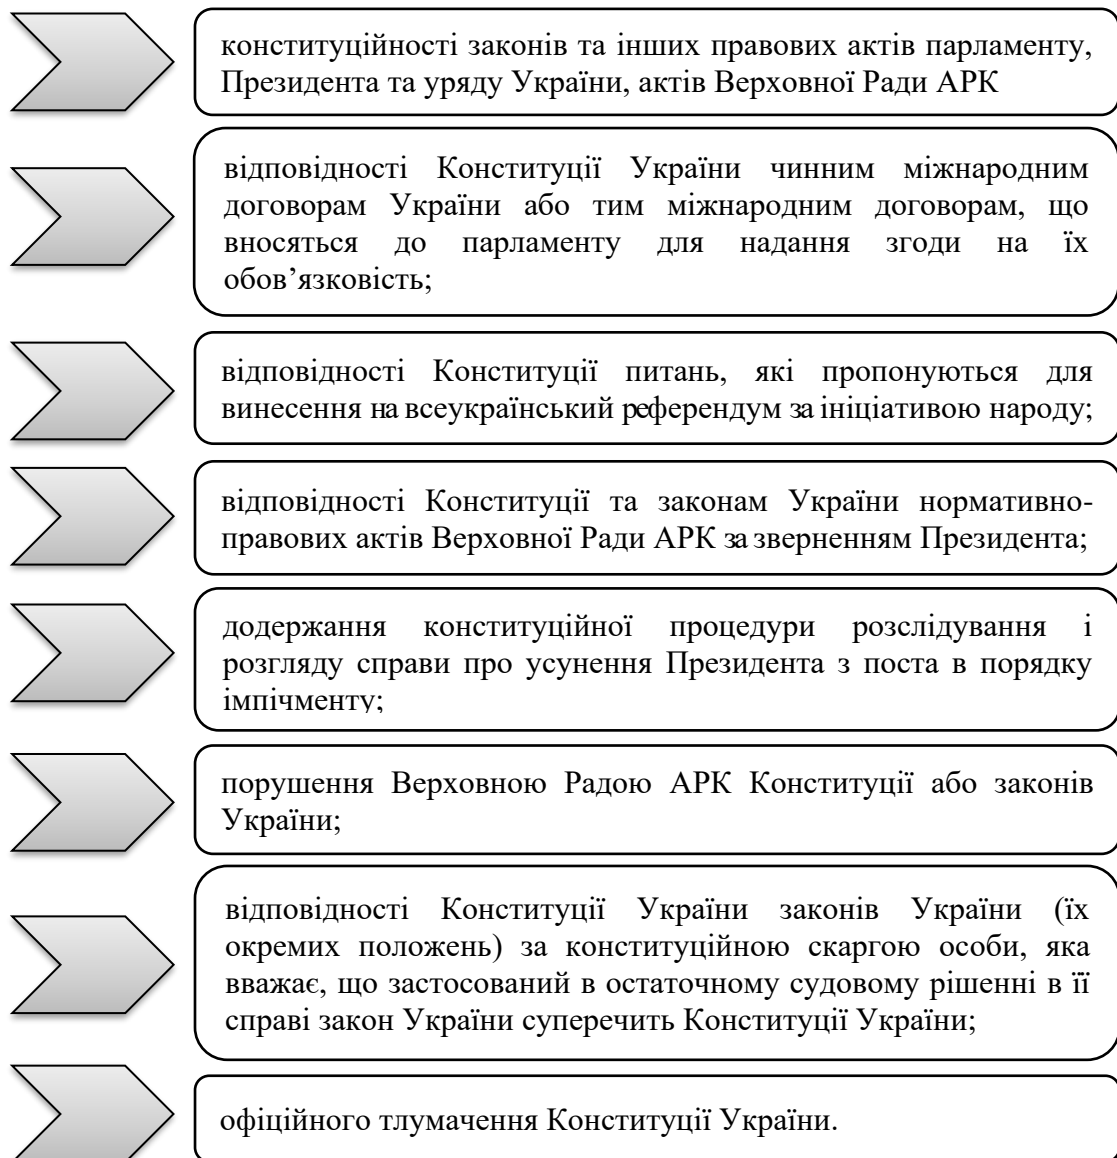 конституційності законів та інших правових актів парламенту,
Президента та уряду України, актів Верховної Ради АРК
відповідності Конституції України чинним міжнародним
договорам України або тим міжнародним договорам, що
вносяться до парламенту для надання згоди на їх
обов’язковість;
відповідності Конституції питань, які пропонуються для
винесення на всеукраїнський референдум за ініціативою народу;
відповідності Конституції та законам України нормативно-
правових актів Верховної Ради АРК за зверненням Президента;
додержання конституційної процедури розслідування і
розгляду справи про усунення Президента з поста в порядку
імпічменту;
порушення Верховною Радою АРК Конституції або законів
України;
відповідності Конституції України законів України (їх
окремих положень) за конституційною скаргою особи, яка
вважає, що застосований в остаточному судовому рішенні в її
справі закон України суперечить Конституції України;
офіційного тлумачення Конституції України.